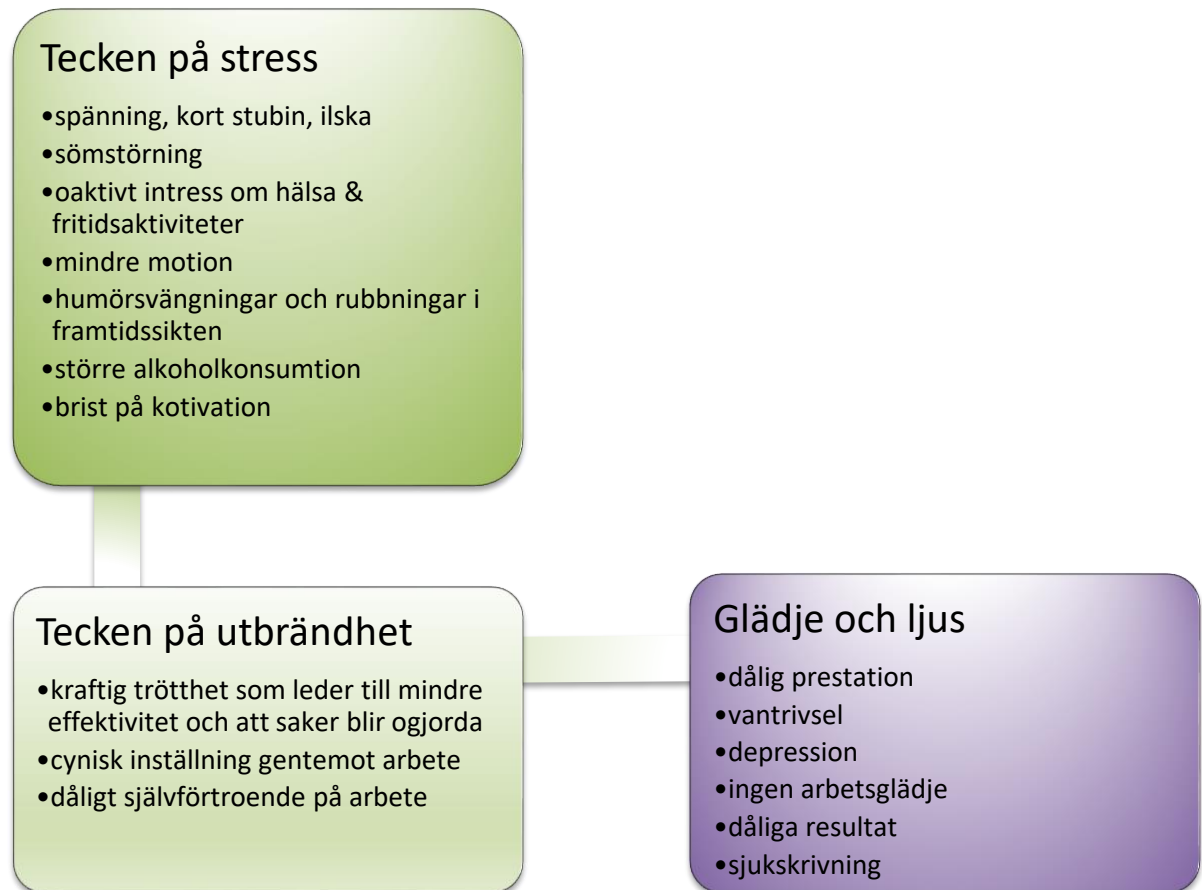 Tecken på stress
•spänning, kort stubin, ilska
•sömstörning
•oaktivt intress om hälsa &
fritidsaktiviteter
•mindre motion
•humörsvängningar och rubbningar i
framtidssikten
•större alkoholkonsumtion
•brist på kotivation
Tecken på utbrändhet
•kraftig trötthet som leder till mindre
effektivitet och att saker blir ogjorda
•cynisk inställning gentemot arbete
•dåligt självförtroende på arbete
Glädje och ljus
•dålig prestation
•vantrivsel
•depression
•ingen arbetsglädje
•dåliga resultat
•sjukskrivning